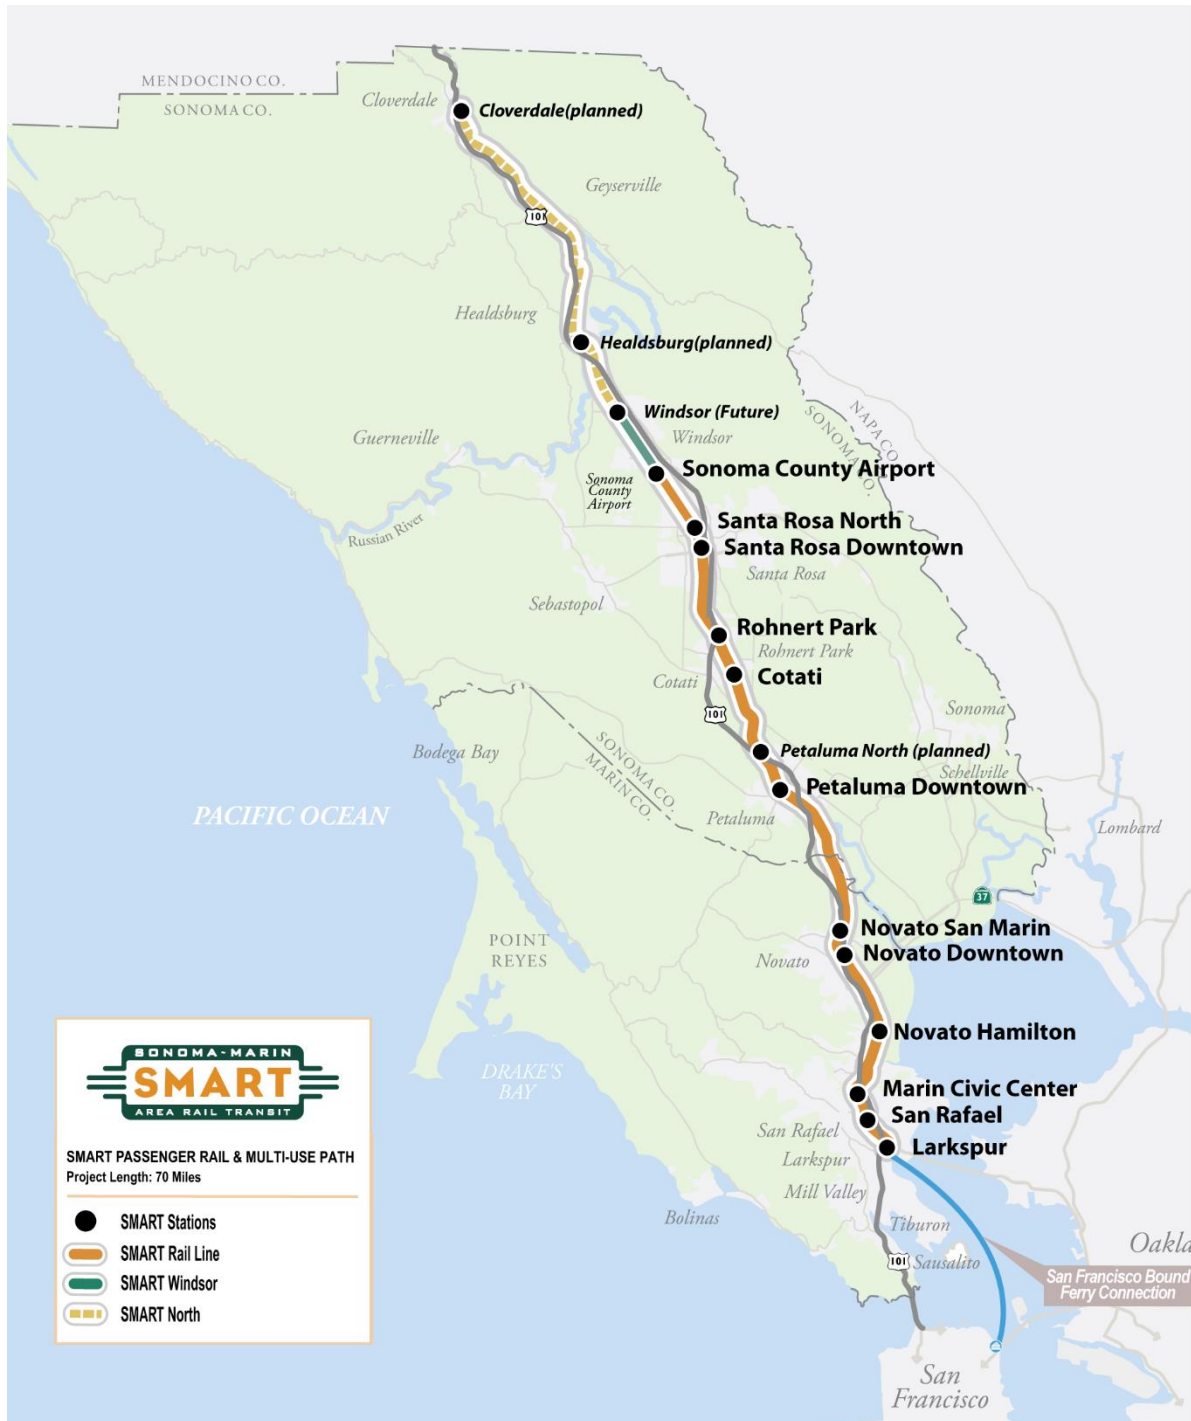 MENDOCINO CO.
SONOMA CO.
Cloverdale
Cloverdale(planned)
Geyserville
101
Healdsburg
Healdsburg(planned)
Windsor (Future)
Windsor
NAPA CO.
SONOMA CO.
Guerneville
Sonoma County Airport
Sonoma
County
Airport
Russian River
Santa Rosa North
Santa Rosa Downtown
Santa Rosa
Sebastopol
Rohnert Park
Rohnert Park
Cotati
Cotati
101
Sonoma
Bodega Bay
SONOMA CO.
MARIN CO.
Petaluma North (planned)
Schellville
Petaluma Downtown
Petaluma
PACIFIC OCEAN
Lombard
37
Novato San Marin
Novato Downtown
Novato
POINT
REYES
Novato Hamilton
DRAKE'S
BAY
Marin Civic Center
San Rafael
San Rafael
Larkspur
Larkspur
Mill Valley
Bolinas
Tiburon
Sausalito
101
Oakla
San Francisco Bound
Ferry Connection
San
Francisco
SONOMA-MARIN
SMART
AREA RAIL TRANSIT
SMART PASSENGER RAIL & MULTI-USE PATH
Project Length: 70 Miles
SMART Stations
SMART Rail Line
SMART Windsor
SMART North